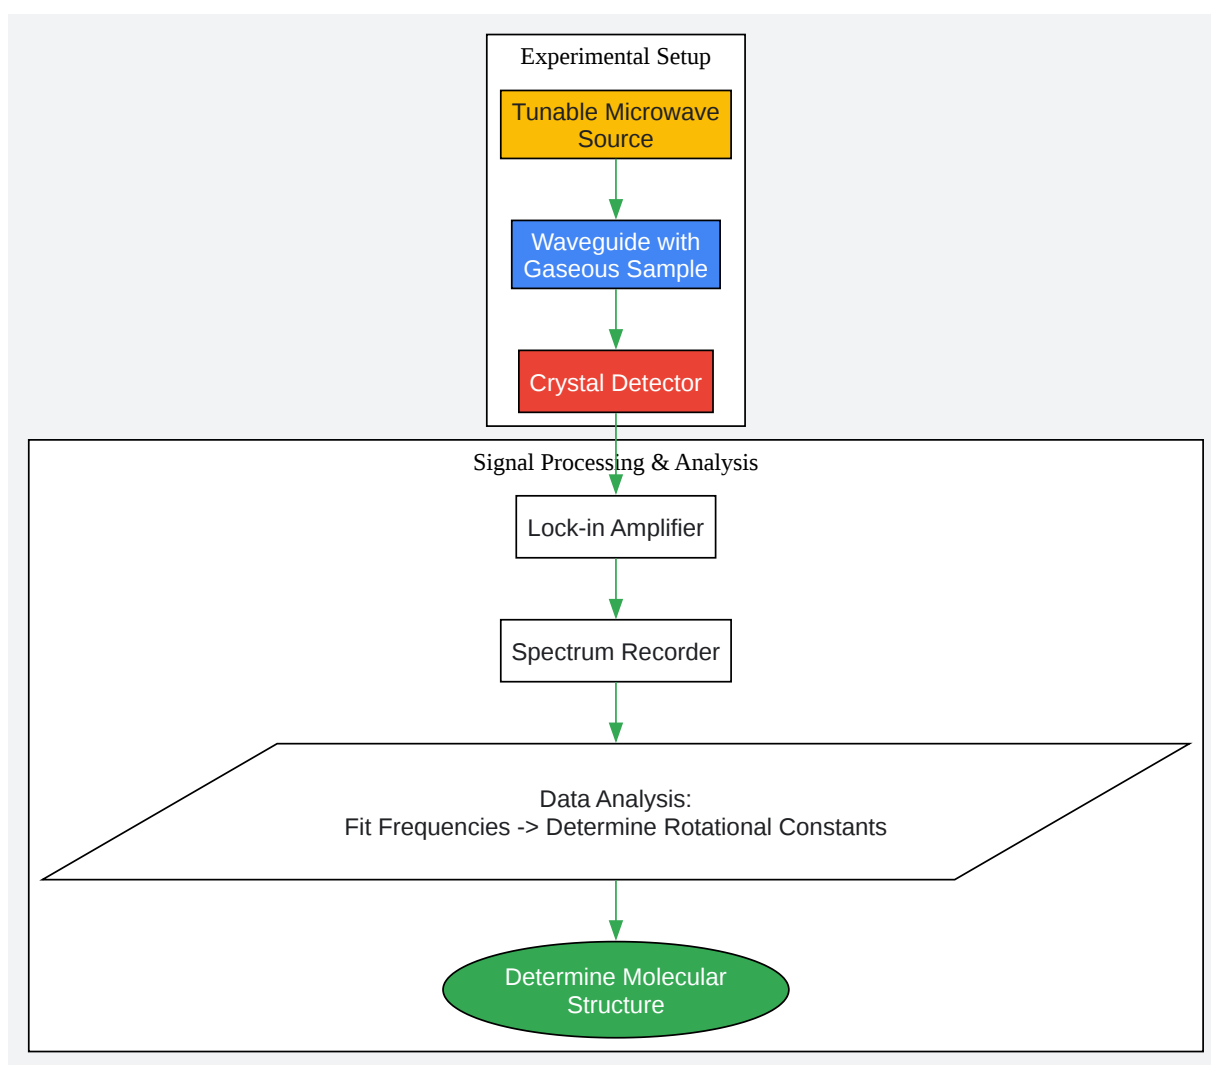 Experimental Setup
Tunable Microwave
Source
Waveguide with
Gaseous Sample
Crystal Detector
Signal Processing & Analysis
Lock-in Amplifier
Spectrum Recorder
Data Analysis:
Fit Frequencies -> Determine Rotational Constants
Determine Molecular
Structure